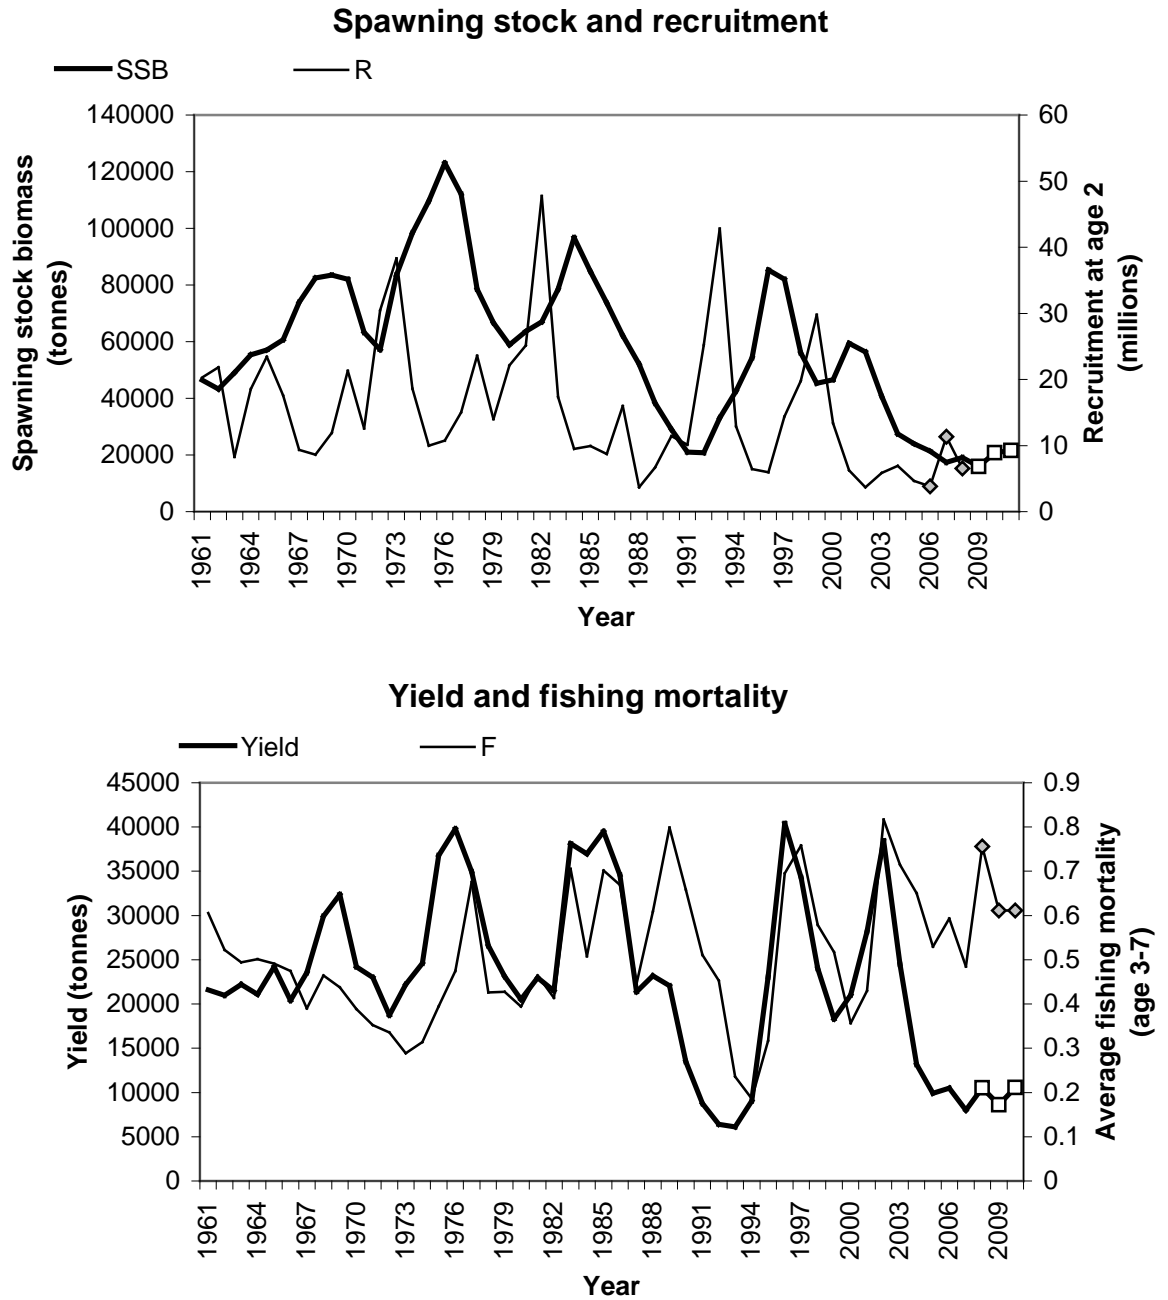 Spawning stock and recruitment
SSB R
140000
120000
100000
80000
60000
40000
20000
0
60
50
40
30
20
10
0
Spawning stock biomass
(tonnes)
Recruitment at age 2
(millions)
1961 1964 1967 1970 1973 1976 1979 1982 1985 1988 1991 1994 1997 2000 2003 2006 2009
Year
Yield and fishing mortality
Yield F
45000
40000
35000
30000
25000
20000
15000
10000
5000
0
0.9
0.8
0.7
0.6
0.5
0.4
0.3
0.2
0.1
0
Yield (tonnes)
Average fishing mortality
(age 3-7)
1961 1964 1967 1970 1973 1976 1979 1982 1985 1988 1991 1994 1997 2000 2003 2006 2009
Year